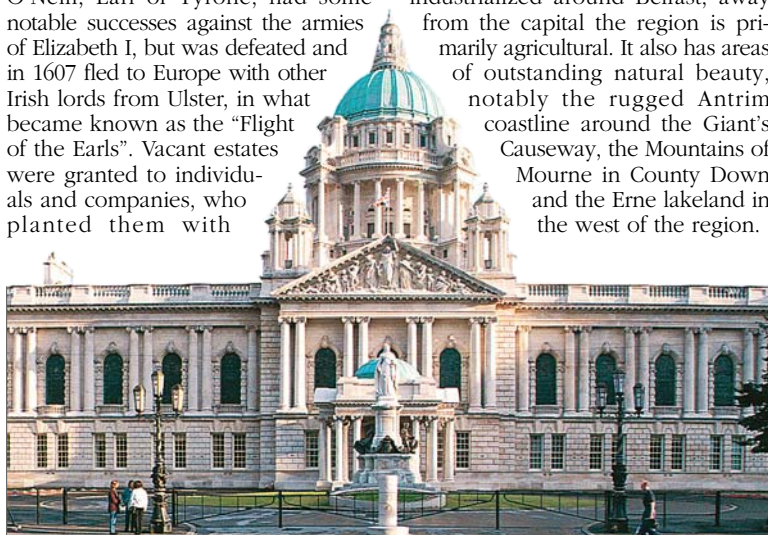 O'Neill, Earl of Tyrone, had some
notable successes against the armies
of Elizabeth I, but was defeated and
in 1607 fled to Europe with other
Irish lords from Ulster, in what
became known as the “Flight
of the Earls”. Vacant estates
were granted to individu-
als and companies, who
planted them with
industrialized around Belfast, away
from the capital the region is pri-
marily agricultural. It also has areas
of outstanding natural beauty,
notably the rugged Antrim
coastline around the Giant's
Causeway, the Mountains of
Mourne in County Down
and the Erne lakeland in
the west of the region.